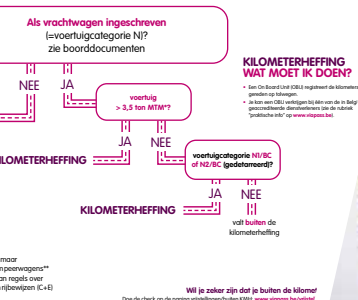 Als vrachtwagen ingeschreven
(=voertuigcategorie N)?
zie boorddocumenten
NEE JA
KILOMETERHEFFING
WAT MOET IK DOEN?
• Een On Board Unit (OBU) registreert de kilometers
gereden op tolwegen.
• Je kan een OBU verkrijgen bij één van de in België
geaccrediteerde dienstverleners (zie de rubriek
"praktische info" op www.viapass.be).
voertuig
> 3,5 ton MTM*?
JA NEE
KILOMETERHEFFING
voertuigcategorie N1/BC
of N2/BC (gedetarreerd)?
JA NEE
KILOMETERHEFFING
valt buiten de
kilometerheffing
maar
peerwagens**
an regels over
rijbewijzen (C+E)
Wil je zeker zijn dat je buiten de kilomet